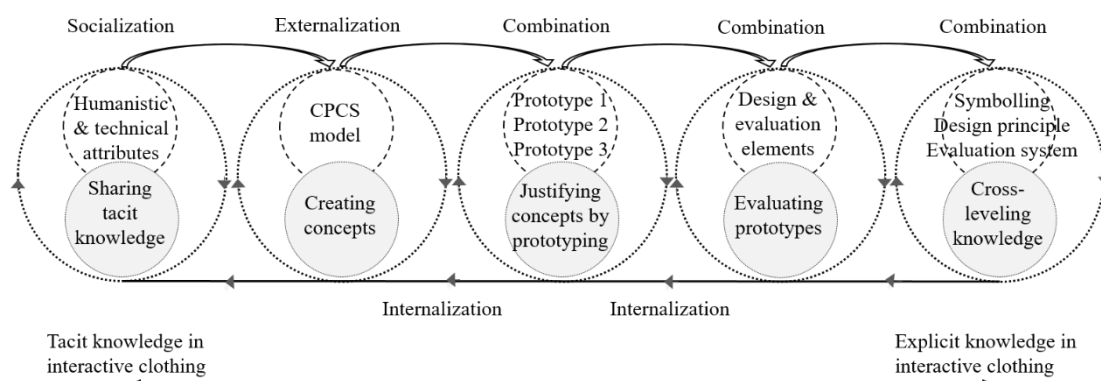 Socialization
Externalization
Combination
Combination
Combination
Humanistic
& technical
attributes
Sharing
tacit
knowledge
CPCS
model
Creating
concepts
Prototype 1
Prototype 2
Prototype 3
Justifying
concepts by
prototyping
Design &
evaluation
elements
Evaluating
prototypes
Symbolling
Design principle
Evaluation system
Cross-
leveling
knowledge
Internalization
Internalization
Tacit knowledge in
interactive clothing
Explicit knowledge in
interactive clothing